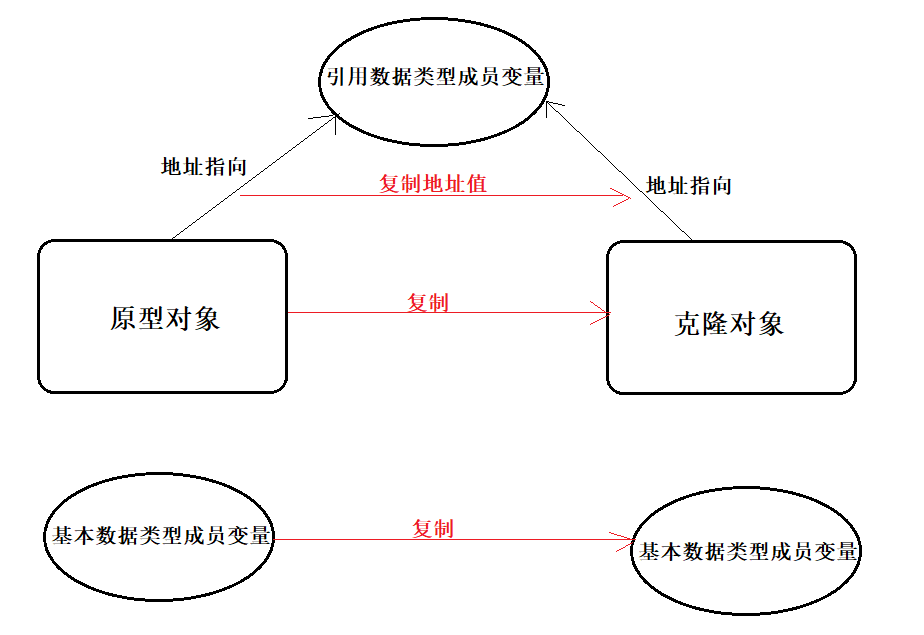 引用数据类型成员变量
地址指向
复制地址值
地址指向
复制
原型对象
克隆对象
复制
基本数据类型成员变量
基本数据类型成员变量